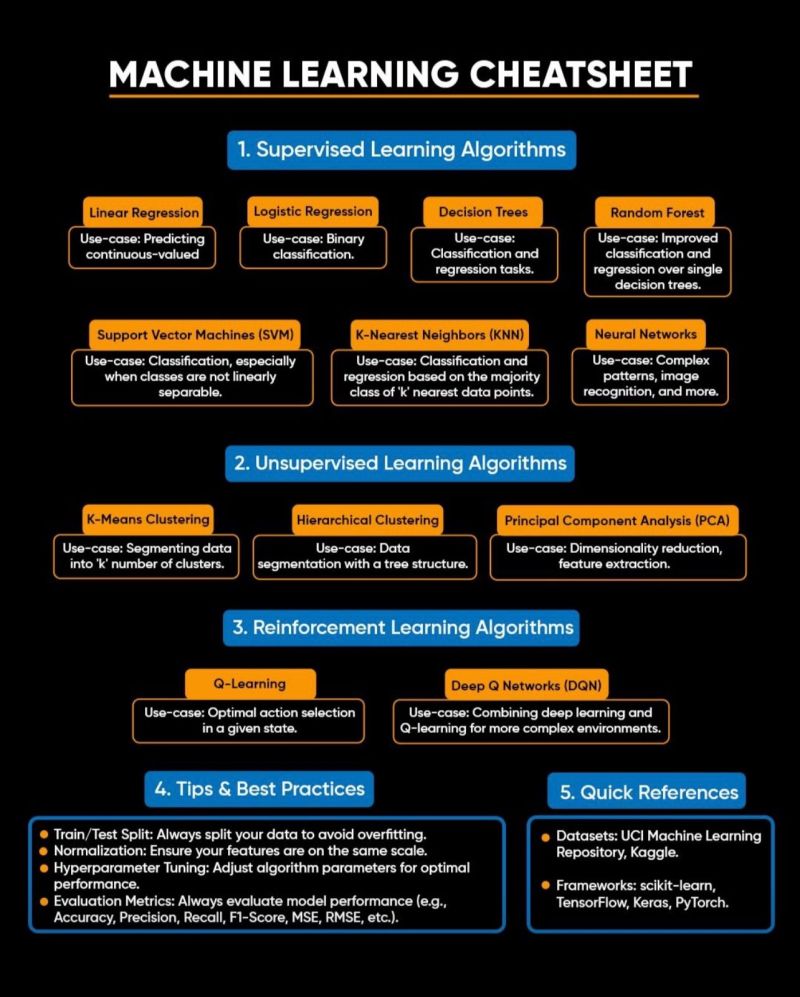 MACHINE LEARNING CHEATSHEET
1. Supervised Learning Algorithms
Linear Regression
Use-case: Predicting
continuous-valued
Logistic Regression
Use-case: Binary
classification.
Decision Trees
Use-case:
Classification and
regression tasks.
Random Forest
Use-case: Improved
classification and
regression over single
decision trees.
Support Vector Machines (SVM)
Use-case: Classification, especially
when classes are not linearly
separable.
K-Nearest Neighbors (KNN)
Use-case: Classification and
regression based on the majority
class of 'k' nearest data points.
Neural Networks
Use-case: Complex
patterns, image
recognition, and more.
2. Unsupervised Learning Algorithms
K-Means Clustering
Use-case: Segmenting data
into 'k' number of clusters.
Hierarchical Clustering
Use-case: Data
segmentation with a tree structure.
Principal Component Analysis (PCA)
Use-case: Dimensionality reduction,
feature extraction.
3. Reinforcement Learning Algorithms
Q-Learning
Use-case: Optimal action selection
in a given state.
Deep Q Networks (DQN)
Use-case: Combining deep learning and
Q-learning for more complex environments.
4. Tips & Best Practices
Train/Test Split: Always split your data to avoid overfitting.
Normalization: Ensure your features are on the same scale.
Hyperparameter Tuning: Adjust algorithm parameters for optimal
performance.
Evaluation Metrics: Always evaluate model performance (e.g.,
Accuracy, Precision, Recall, F1-Score, MSE, RMSE, etc.).
5. Quick References
Datasets: UCI Machine Learning
Repository, Kaggle.
Frameworks: scikit-learn,
TensorFlow, Keras, PyTorch.